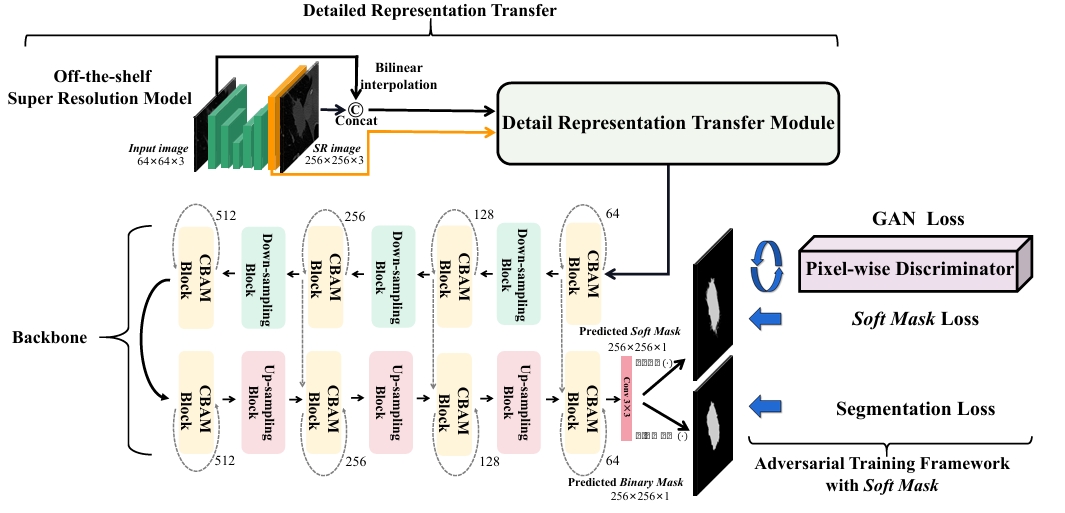 Detailed Representation Transfer
Off-the-shelf
Super Resolution Model
Bilinear
interpolation
©
Concat
Input image
64×64×3
SR image
256×256×3
Detail Representation Transfer Module
512
256
128
64
CBAM
Block
Down-sampling
Block
CBAM
Block
Down-sampling
Block
CBAM
Block
Down-sampling
Block
CBAM
Block
GAN Loss
Pixel-wise Discriminator
Soft Mask Loss
Backbone
Predicted Soft Mask
256×256×1
(·)
CBAM
Block
Up-sampling
Block
CBAM
Block
Up-sampling
Block
CBAM
Block
Up-sampling
Block
CBAM
Block
Conv 3×3
Segmentation Loss
(·)
512
256
128
64
Predicted Binary Mask
256×256×1
Adversarial Training Framework
with Soft Mask